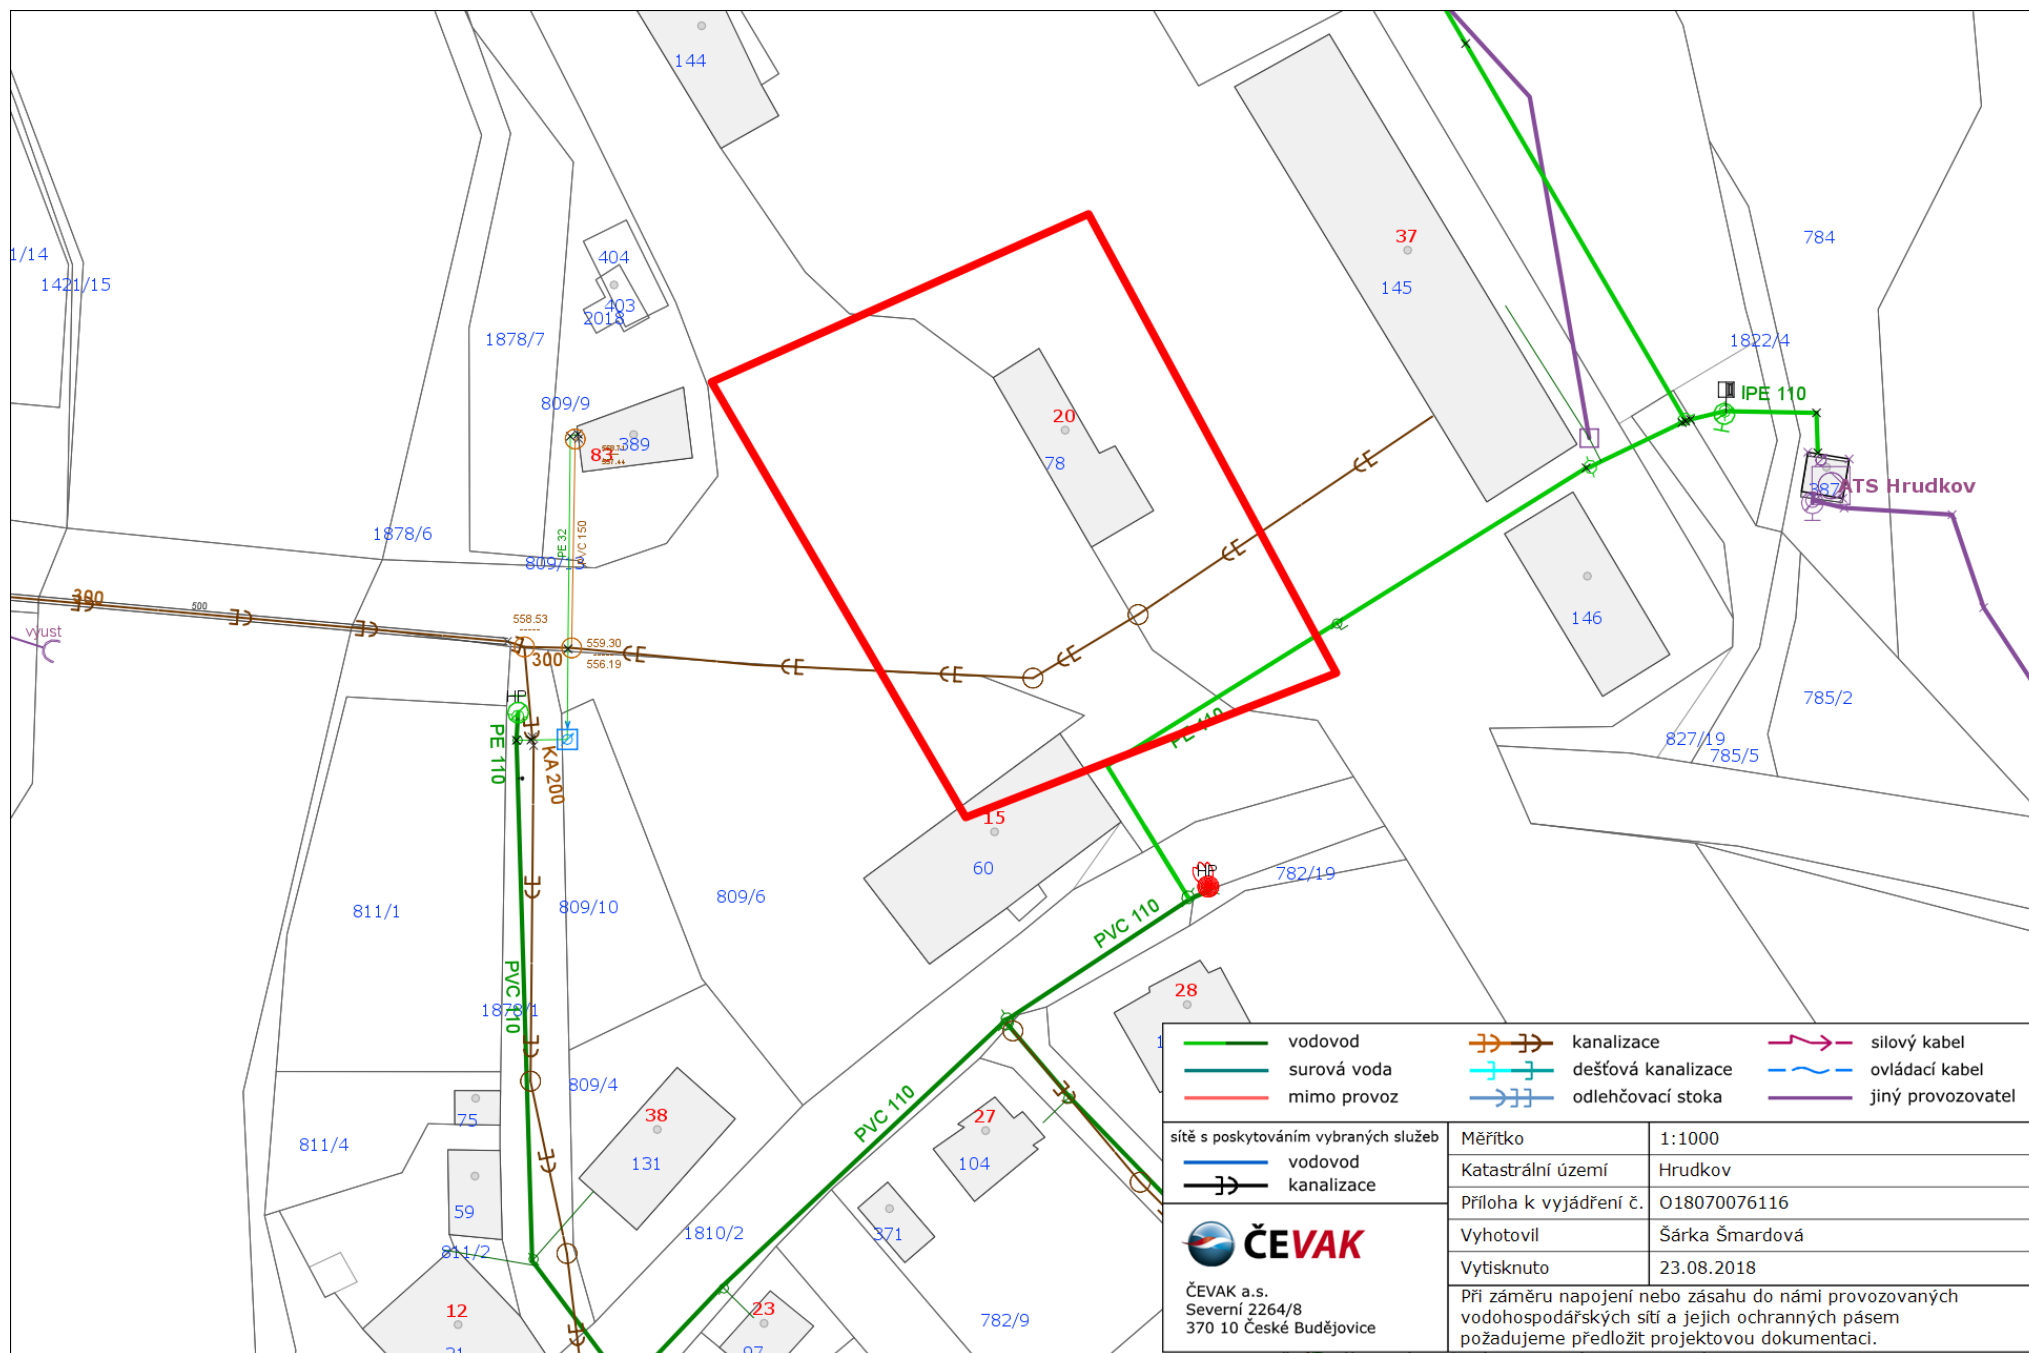 144
404
403
2018
1878/7
1421/15
1/14
809/9
389
83
PE 32
1878/6
300
500
výust
558.53
-----
300
559.30
556.19
HP
PE 110
KA 200
20
78
37
145
784
1822/4
PE 110
387
ATS Hrudkov
146
785/2
827/19
785/5
PE 110
15
60
HP
782/19
PVC 110
811/1
809/10
809/6
PVC 110
1878/1
28
809/4
75
811/4
38
131
PVC 110
27
104
59
371
1810/2
811/2
12
23
782/9
vodovod
surová voda
mimo provoz
kanalizace
dešťová kanalizace
odlehčovací stoka
silový kabel
ovládací kabel
jiný provozovatel
sítě s poskytováním vybraných služeb
vodovod
kanalizace
ČEVAK
ČEVAK a.s.
Severní 2264/8
370 10 České Budějovice
Měřítko 1:1000
Katastrální území Hrudkov
Příloha k vyjádření č. O18070076116
Vyhotovil Šárka Šmardová
Vytisknuto 23.08.2018
Při záměru napojení nebo zásahu do námi provozovaných
vodohospodářských sítí a jejich ochranných pásem
požadujeme předložit projektovou dokumentaci.